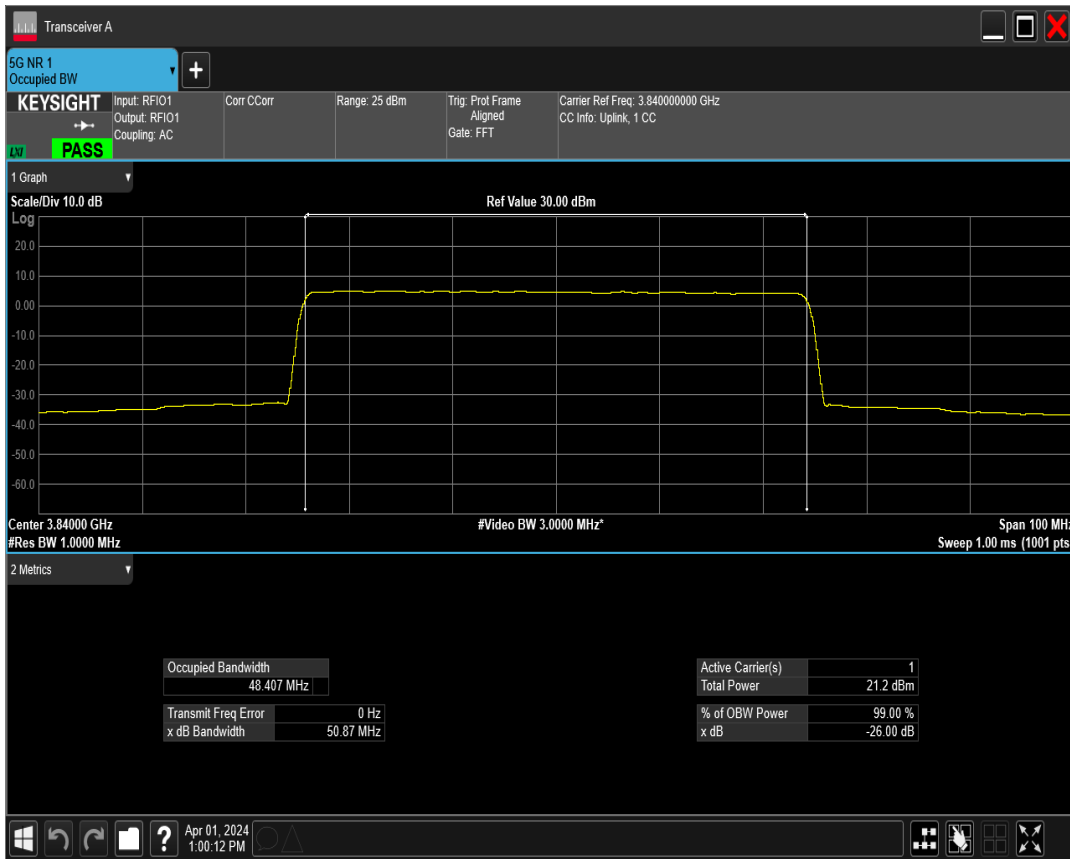 Transceiver A
5G NR 1
Occupied BW
KEYSIGHT
LXI
PASS
Input: RFIO1
Output: RFIO1
Coupling: AC
Corr CCorr
Range: 25 dBm
Trig: Prot Frame
Aligned
Gate: FFT
Carrier Ref Freq: 3.840000000 GHz
CC Info: Uplink, 1 CC
1 Graph
Scale/Div 10.0 dB
Ref Value 30.00 dBm
Log
20.0
10.0
0.00
-10.0
-20.0
-30.0
-40.0
-50.0
-60.0
Center 3.84000 GHz
#Video BW 3.0000 MHz*
Span 100 MHz
#Res BW 1.0000 MHz
Sweep 1.00 ms (1001 pts
2 Metrics
Occupied Bandwidth
48.407 MHz
Transmit Freq Error 0 Hz
x dB Bandwidth 50.87 MHz
Active Carrier(s) 1
Total Power 21.2 dBm
% of OBW Power 99.00 %
x dB -26.00 dB
Apr 01, 2024
1:00:12 PM